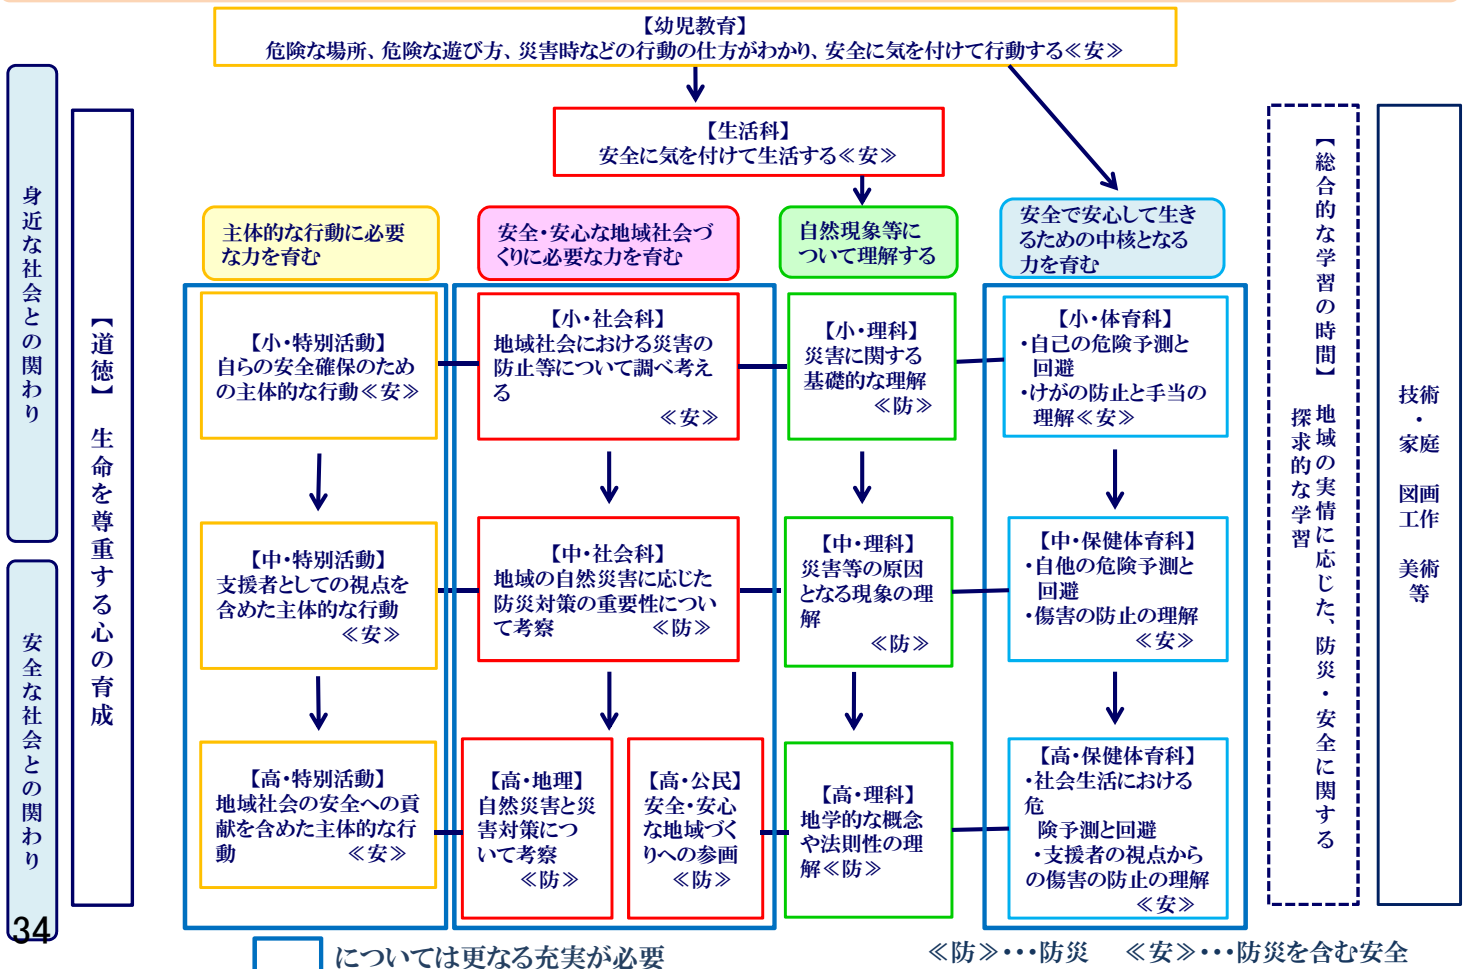 【幼児教育】
危険な場所、危険な遊び方、災害時などの行動の仕方がわかり、安全に気を付けて行動する≪安≫
【生活科】
安全に気を付けて生活する≪安≫
身近な社会との関わり
安全な社会との関わり
34
【道徳】 生命を尊重する心の育成
主体的な行動に必要
な力を育む
安全・安心な地域社会づ
くりに必要な力を育む
自然現象等に
ついて理解する
安全で安心して生き
るための中核となる
力を育む
【小・特別活動】
自らの安全確保のため
の主体的な行動≪安≫
【小・社会科】
地域社会における災害の
防止等について調べ考え
る
≪安≫
【小・理科】
災害に関する
基礎的な理解
≪防≫
【小・体育科】
・自己の危険予測と
回避
・けがの防止と手当の
理解≪安≫
【中・特別活動】
支援者としての視点を
含めた主体的な行動
≪安≫
【中・社会科】
地域の自然災害に応じた
防災対策の重要性につい
て考察 ≪防≫
【中・理科】
災害等の原因
となる現象の理
解
≪防≫
【中・保健体育科】
・自他の危険予測と
回避
・傷害の防止の理解
≪安≫
【高・特別活動】
地域社会の安全への貢
献を含めた主体的な行
動 ≪安≫
【高・地理】
自然災害と災
害対策につ
いて考察
≪防≫
【高・公民】
安全・安心
な地域づく
りへの参画
≪防≫
【高・理科】
地学的な概念
や法則性の理
解≪防≫
【高・保健体育科】
・社会生活における
危
険予測と回避
・支援者の視点から
の傷害の防止の理解
≪安≫
【総合的な学習の時間】 地域の実情に応じた、防災・安全に関する
探求的な学習
技術
・
家庭
図画
工作
美術
等
については更なる充実が必要
≪防≫・・・防災 ≪安≫・・・防災を含む安全